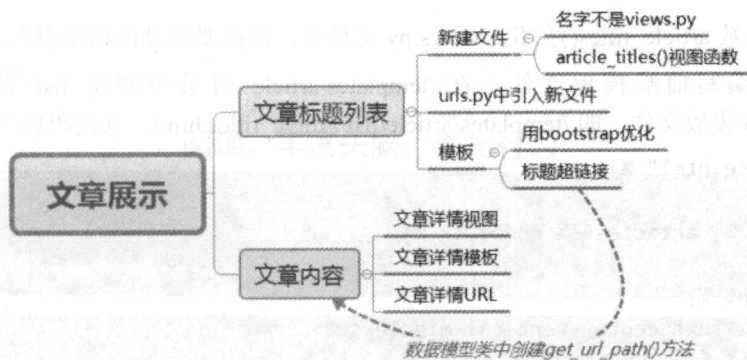 文章展示
文章标题列表
新建文件
名字不是views.py
article_titles()视图函数
urls.py中引入新文件
模板
用bootstrap优化
标题超链接
文章内容
文章详情视图
文章详情模板
文章详情URL
数据模型类中创建get_url_path()方法